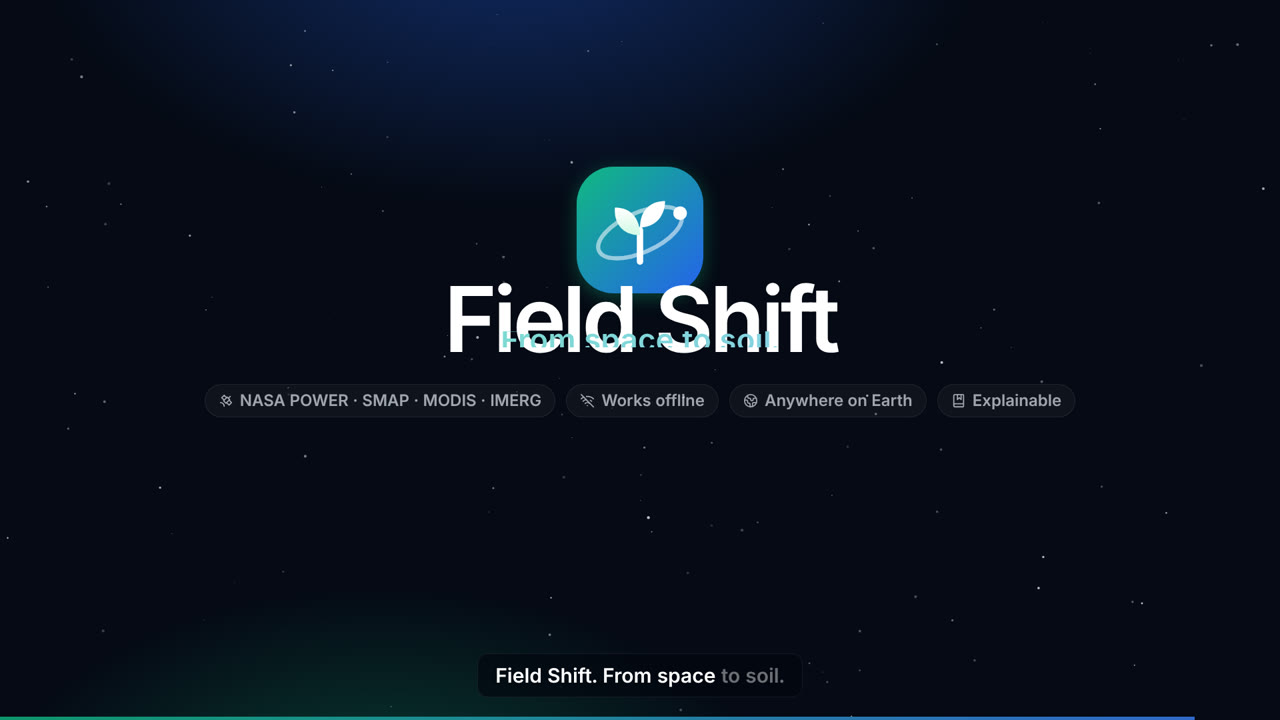 Field Shift
From space to soil.
NASA POWER · SMAP · MODIS · IMERG Works offline Anywhere on Earth Explainable
Field Shift. From space to soil.